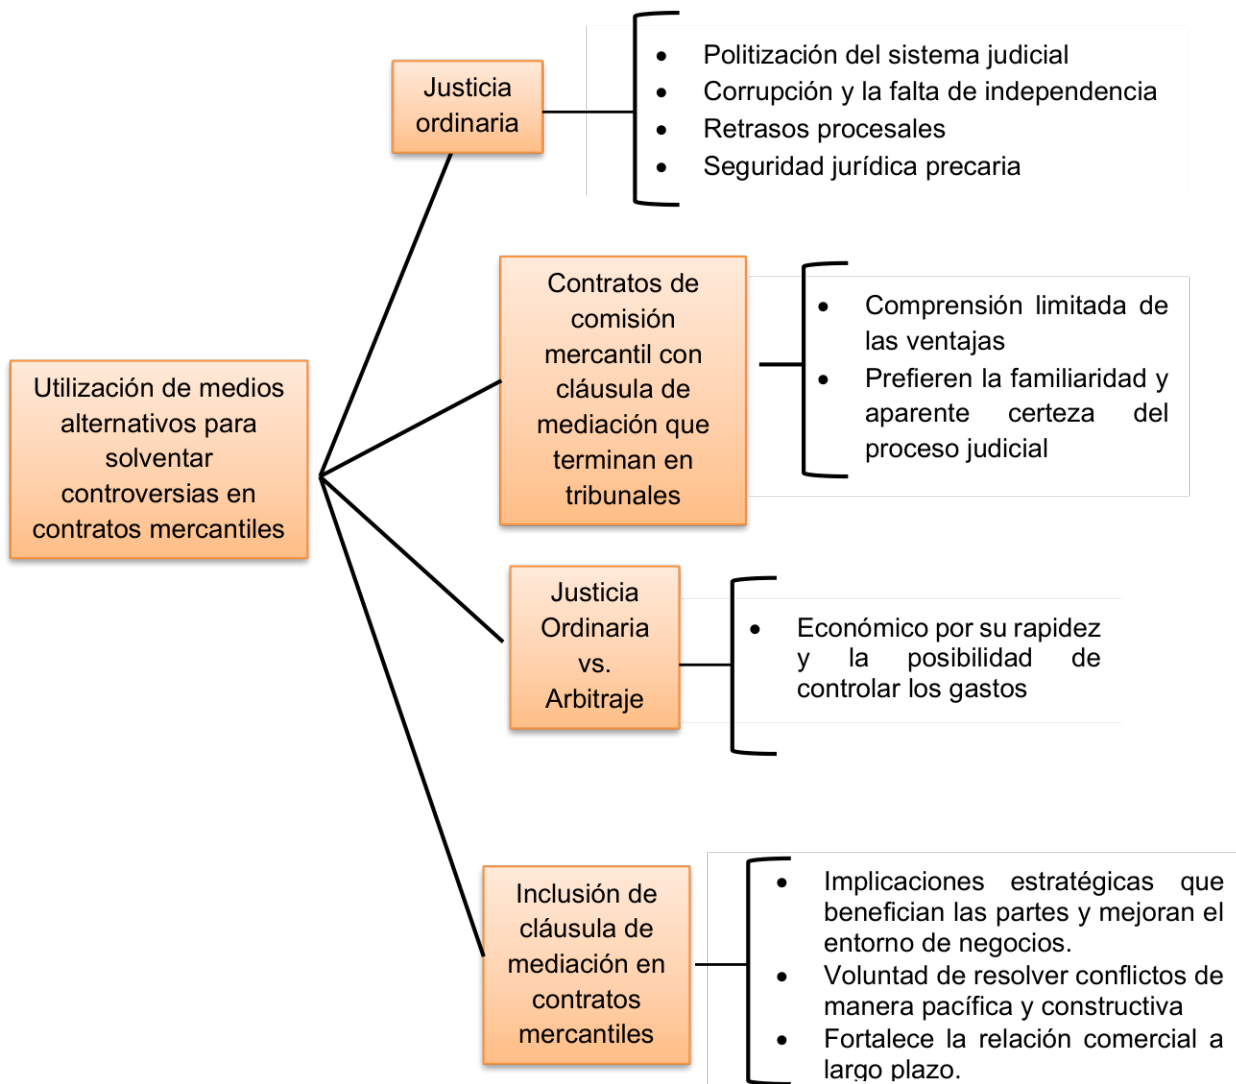 Utilización de medios
alternativos para
solventar
controversias en
contratos mercantiles
Justicia
ordinaria
• Politización del sistema judicial
• Corrupción y la falta de independencia
• Retrasos procesales
• Seguridad jurídica precaria
Contratos de
comisión
mercantil con
cláusula de
mediación que
terminan en
tribunales
• Comprensión limitada de
las ventajas
• Prefieren la familiaridad y
aparente certeza del
proceso judicial
Justicia
Ordinaria
vs.
Arbitraje
• Económico por su rapidez
y la posibilidad de
controlar los gastos
Inclusión de
cláusula de
mediación en
contratos
mercantiles
• Implicaciones estratégicas que
benefician las partes y mejoran el
entorno de negocios.
• Voluntad de resolver conflictos de
manera pacífica y constructiva
• Fortalece la relación comercial a
largo plazo.